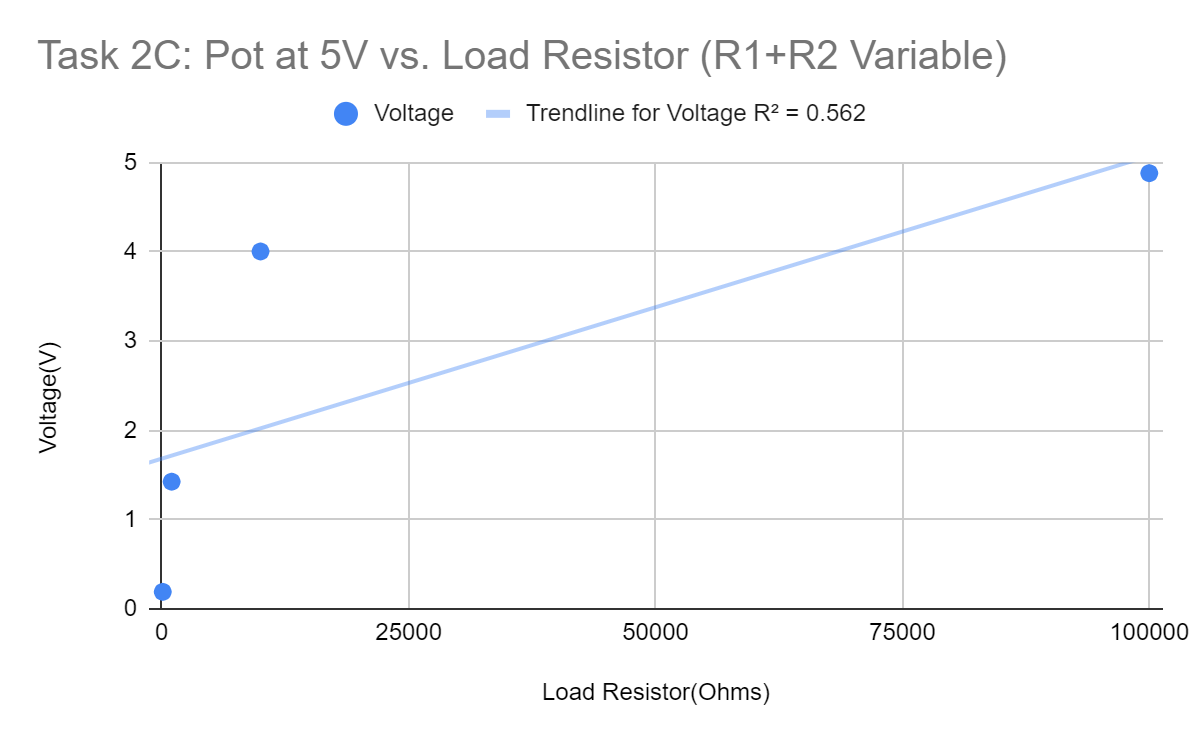 Task 2C: Pot at 5V vs. Load Resistor (R1+R2 Variable)
Voltage
Trendline for Voltage R² = 0.562
5
4
3
2
1
0
Voltage(V)
0 25000 50000 75000 100000
Load Resistor(Ohms)